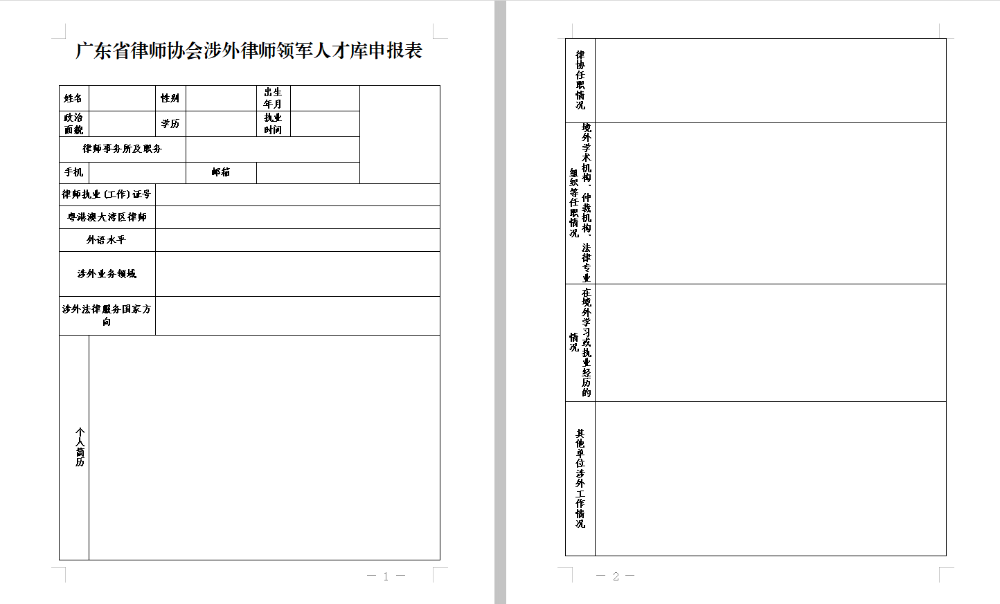 广东省律师协会涉外律师领军人才库申报表
姓名
性别
出生
年月
政治
面貌
学历
执业
时间
律师事务所及职务
手机
邮箱
律师执业(工作)证号
粤港澳大湾区律师
外语水平
涉外业务领域
涉外法律服务国家方
向
个人简历
— 1 —
律协任职情况
境外学术机构、仲裁机构、法律专业
组织等任职情况
在境外学习或执业经历的
情况
其他单位涉外工作情况
— 2 —